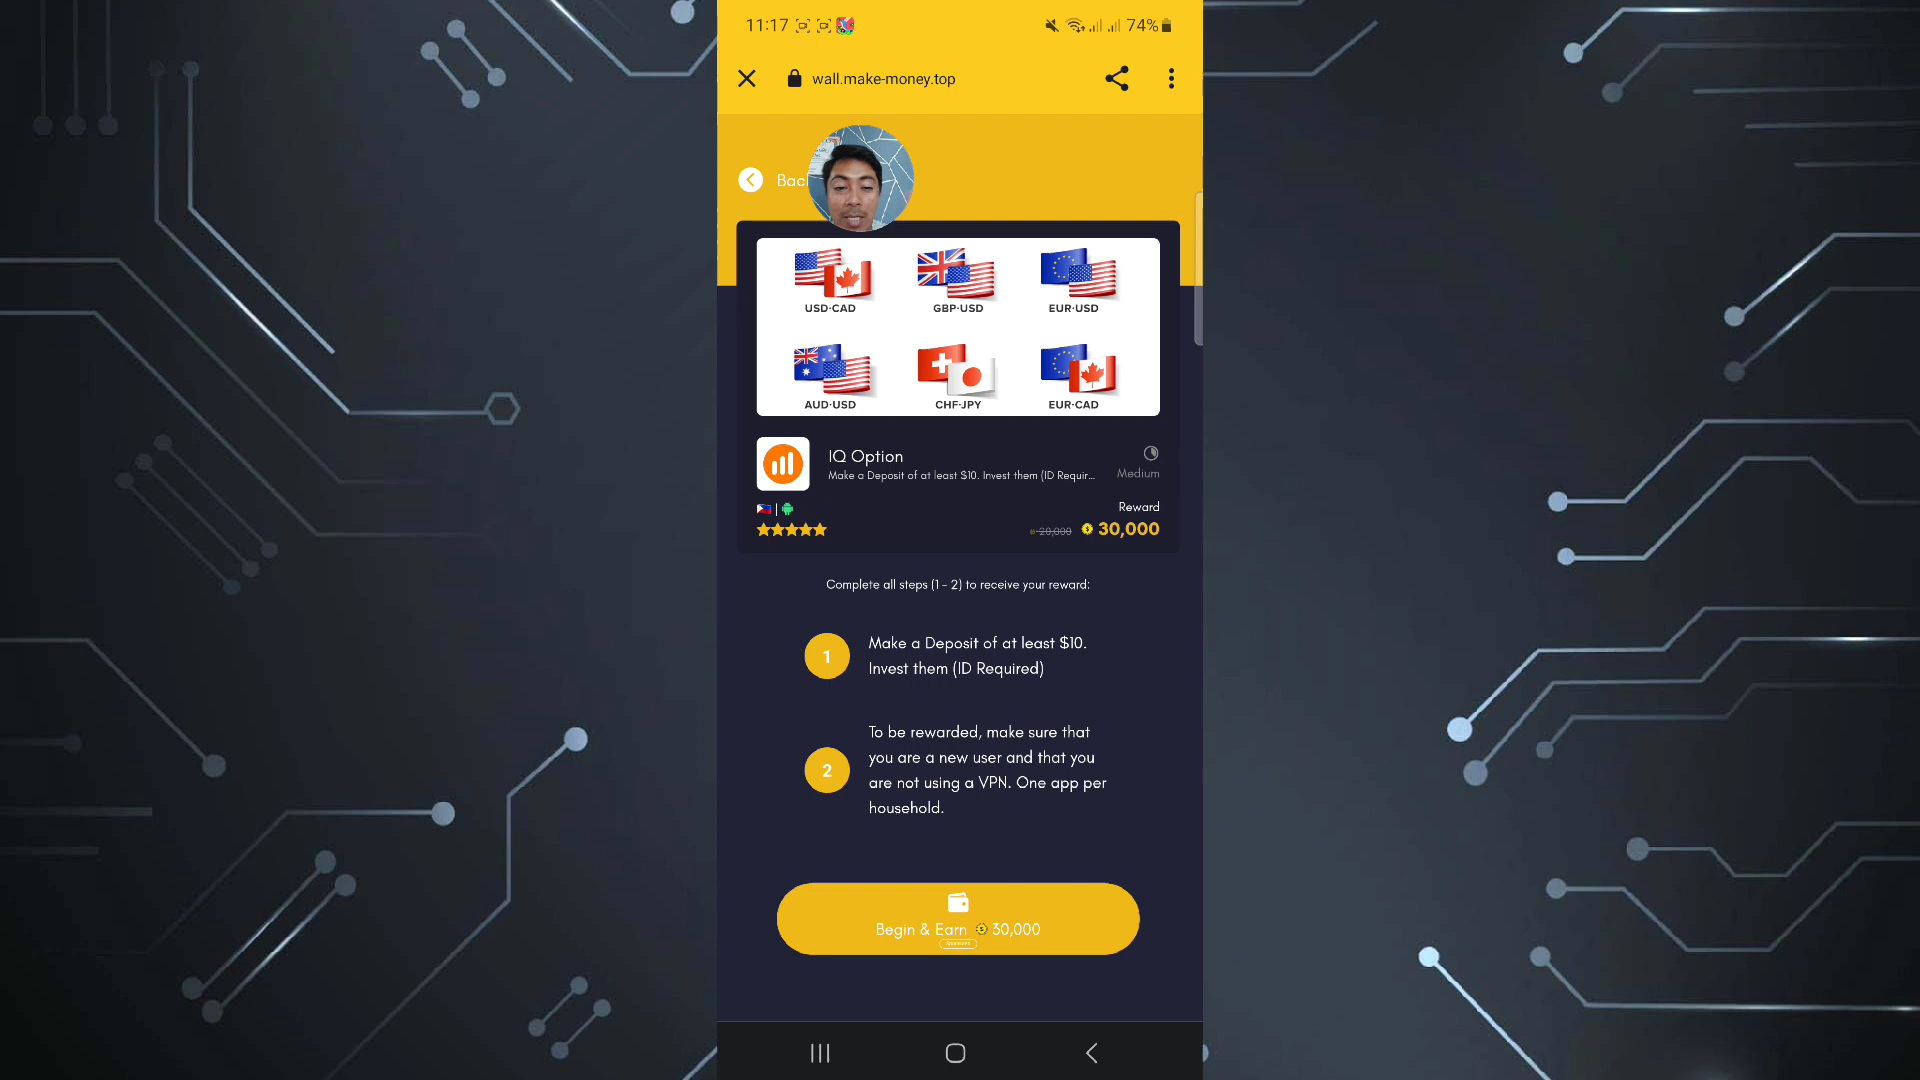 11:17
74%
wall.make-money.top
Bac
USD·CAD
GBP·USD
EUR·USD
AUD·USD
CHF·JPY
EUR·CAD
IQ Option
Make a Deposit of at least $10. Invest them (ID Requir...
Medium
Reward
20,000
30,000
Complete all steps (1 - 2) to receive your reward:
1
Make a Deposit of at least $10.
Invest them (ID Required)
2
To be rewarded, make sure that
you are a new user and that you
are not using a VPN. One app per
household.
Begin & Earn 30,000